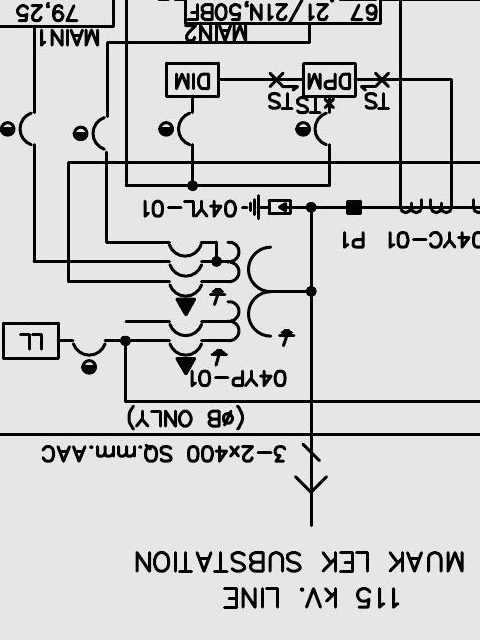 115 kV. LINE
MUAK LEK SUBSTATION
3-2x400 SQ.mm.AAC
(øB ONLY)
04YP-01
LL
04YC-01 P1
04YL-01
TS TS TS
DPM DIM
MAIN2 MAIN1
67, 21/21N,50BF 79,25